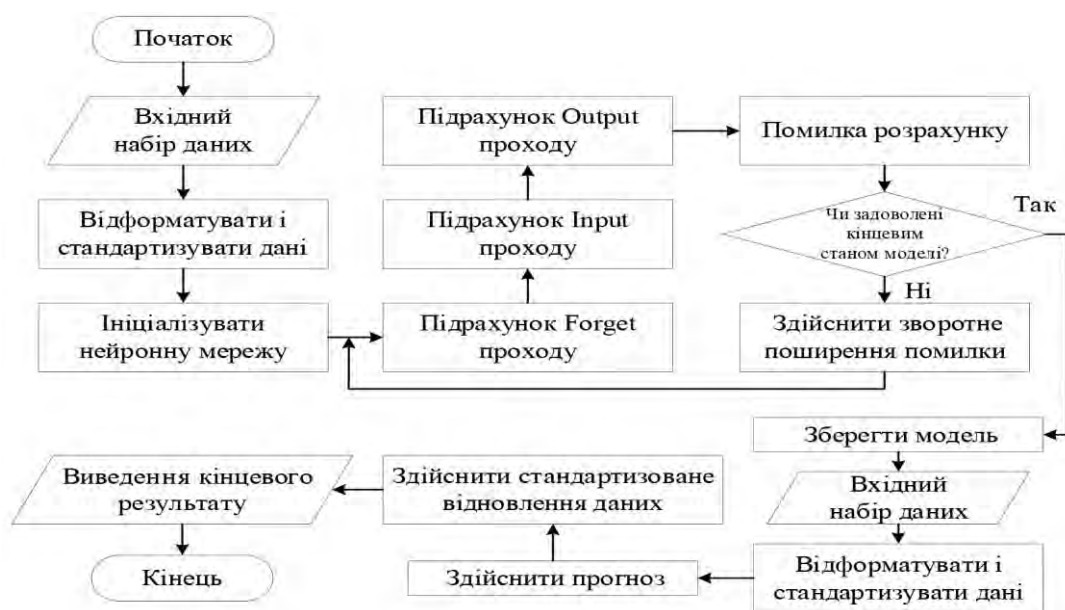 Початок
Вхідний
набір даних
Відформатувати і
стандартизувати дані
Ініціалізувати
нейронну мережу
Підрахунок Forget
проходу
Підрахунок Input
проходу
Підрахунок Output
проходу
Помилка розрахунку
Чи задоволені
кінцевим
станом моделі?
Так
Ні
Здійснити зворотне
поширення помилки
Зберегти модель
Вхідний
набір даних
Відформатувати і
стандартизувати дані
Здійснити прогноз
Здійснити стандартизоване
відновлення даних
Виведення кінцевого
результату
Кінець